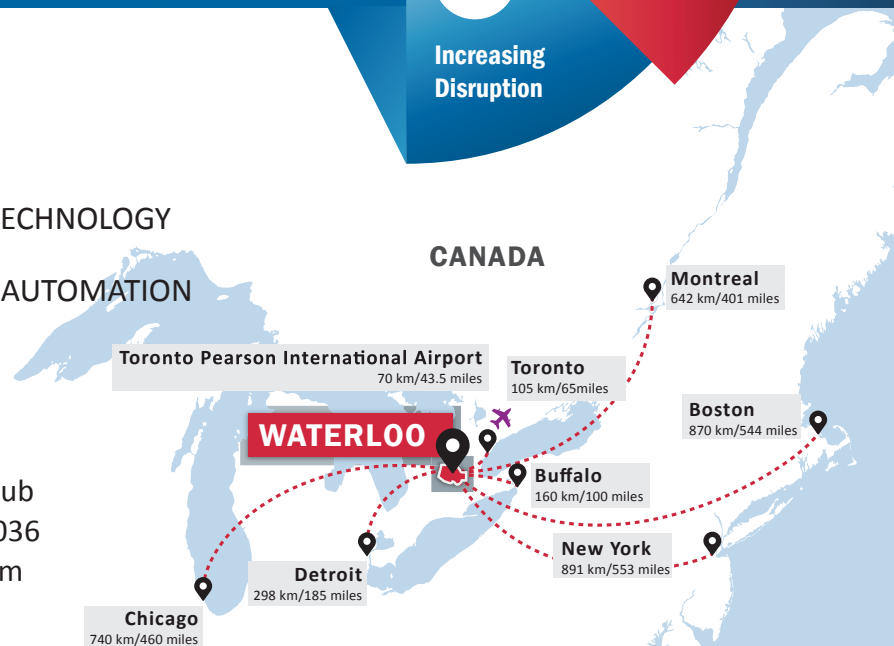 Increasing
Disruption
ECHNOLOGY
CANADA
AUTOMATION
Montreal
642 km/401 miles
Toronto Pearson International Airport
70 km/43.5 miles
Toronto
105 km/65miles
Boston
870 km/544 miles
WATERLOO
Buffalo
160 km/100 miles
ub
036
m
New York
891 km/553 miles
Detroit
298 km/185 miles
Chicago
740 km/460 miles